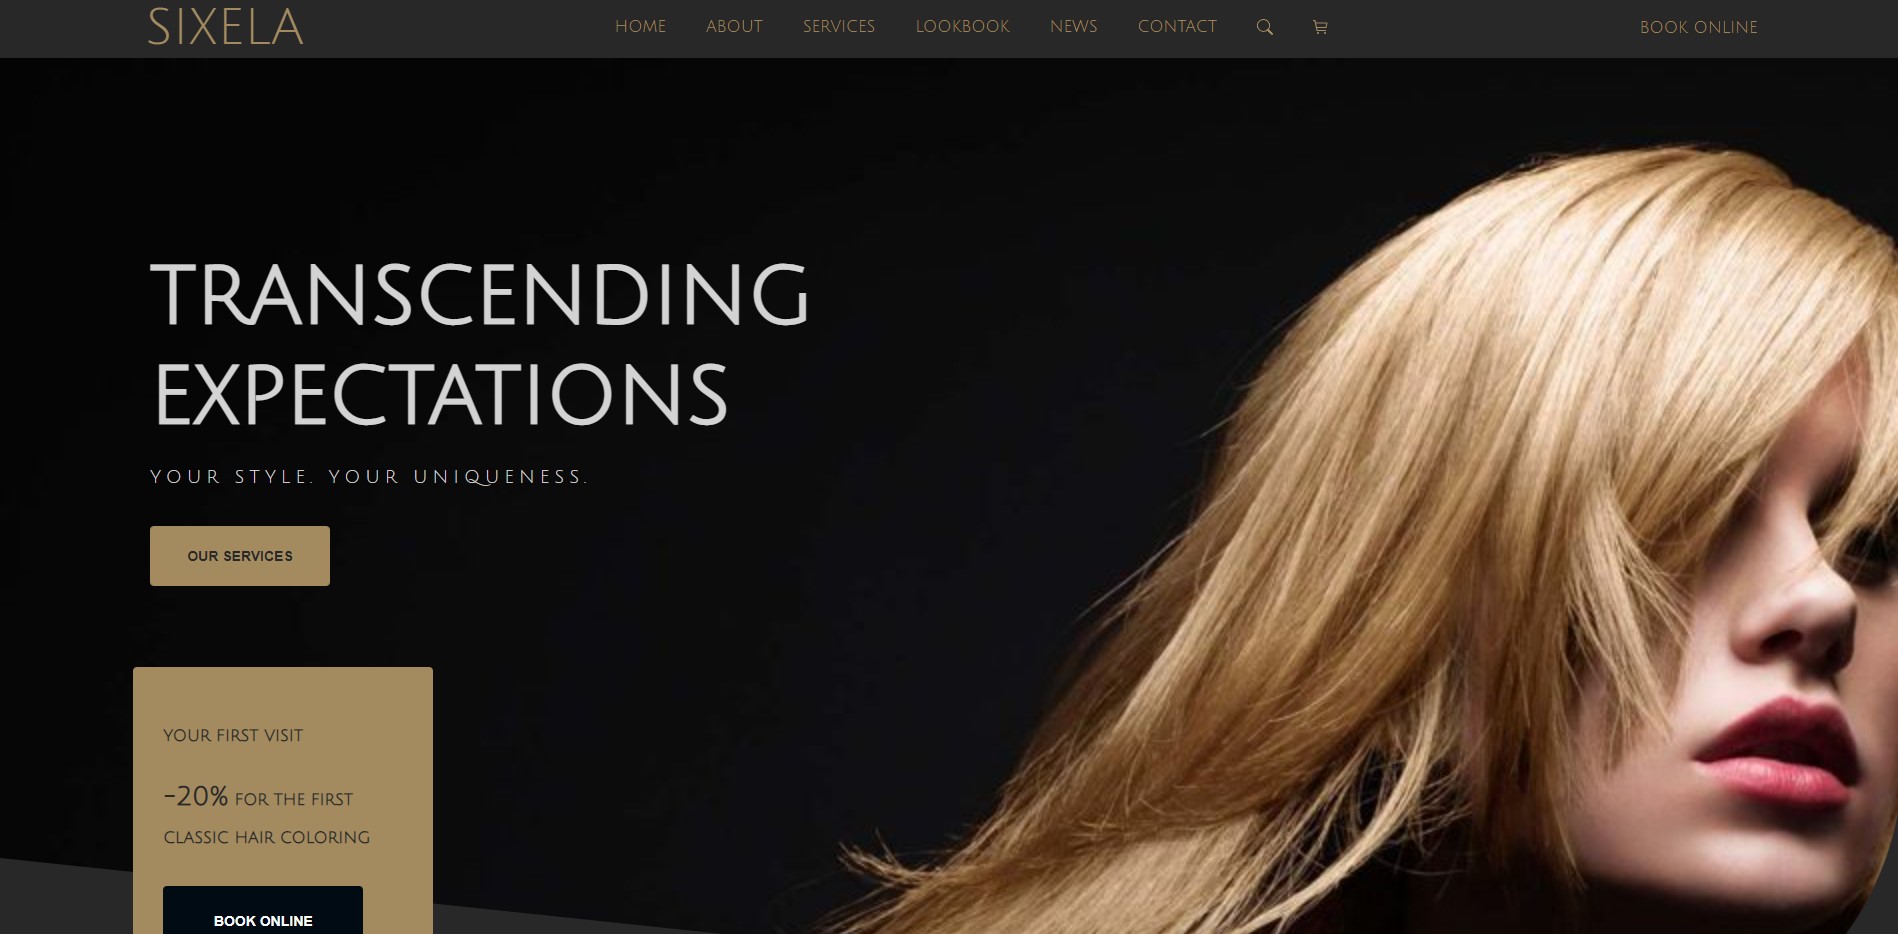 SIXELA
HOME ABOUT SERVICES LOOKBOOK NEWS CONTACT
BOOK ONLINE
TRANSCENDING
EXPECTATIONS
YOUR STYLE. YOUR UNIQUENESS.
OUR SERVICES
YOUR FIRST VISIT
-20% FOR THE FIRST
CLASSIC HAIR COLORING
BOOK ONLINE